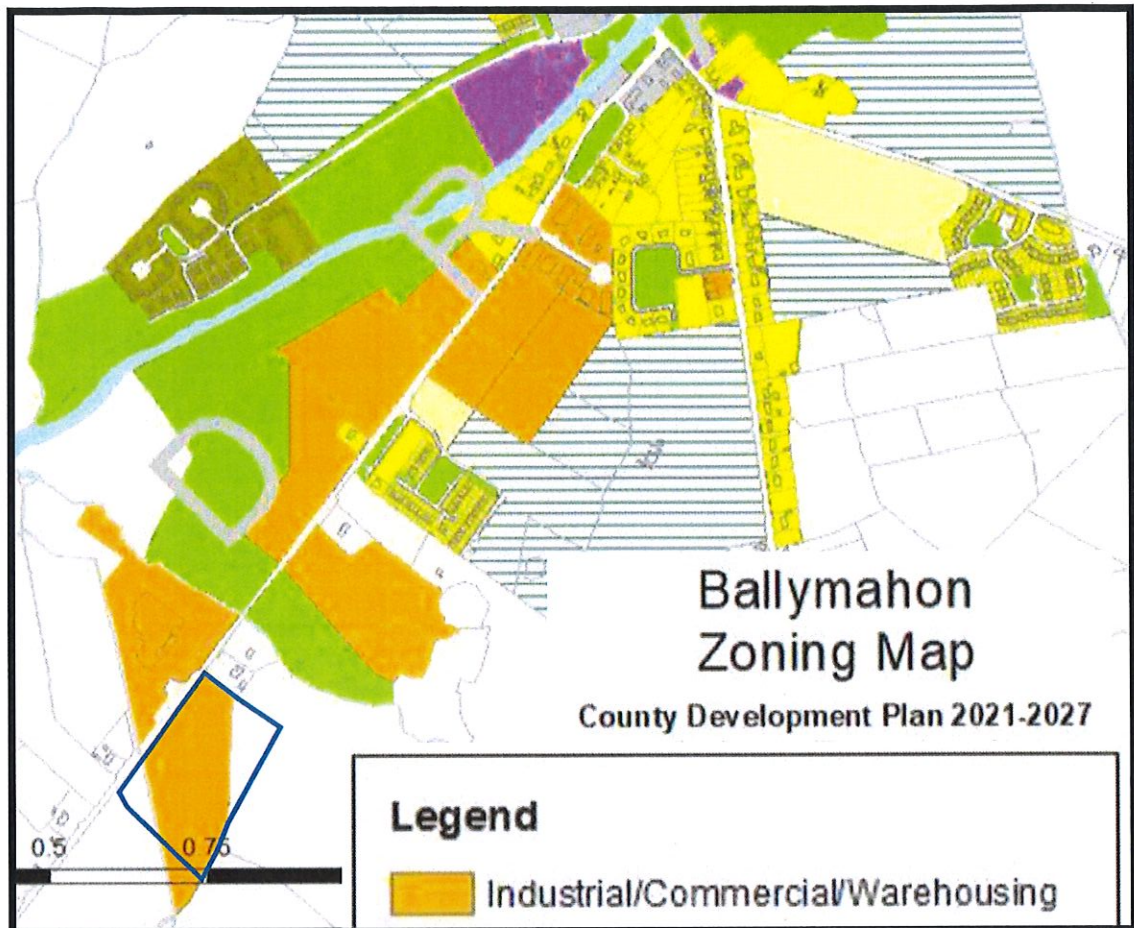 Ballymahon
Zoning Map
County Development Plan 2021-2027
Legend
0.5 0.75
Industrial/Commercial/Warehousing